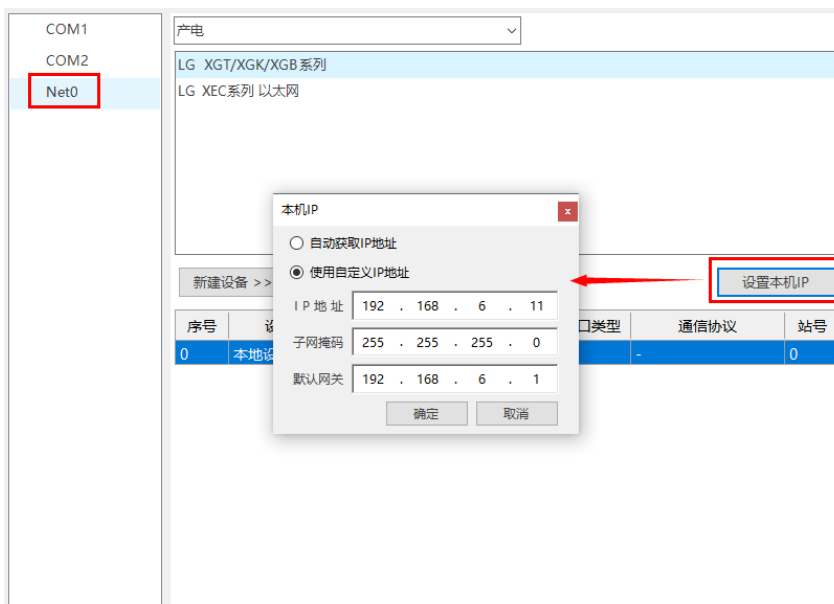 COM1
COM2
Net0
产电
LG XGT/XGK/XGB系列
LG XEC系列 以太网
本机IP
x
自动获取IP地址
使用自定义IP地址
IP地址 192 . 168 . 6 . 11
子网掩码 255 . 255 . 255 . 0
默认网关 192 . 168 . 6 . 1
确定 取消
新建设备 >>
设置本机IP
序号 设 口类型 通信协议 站号
0 本地设 - 0